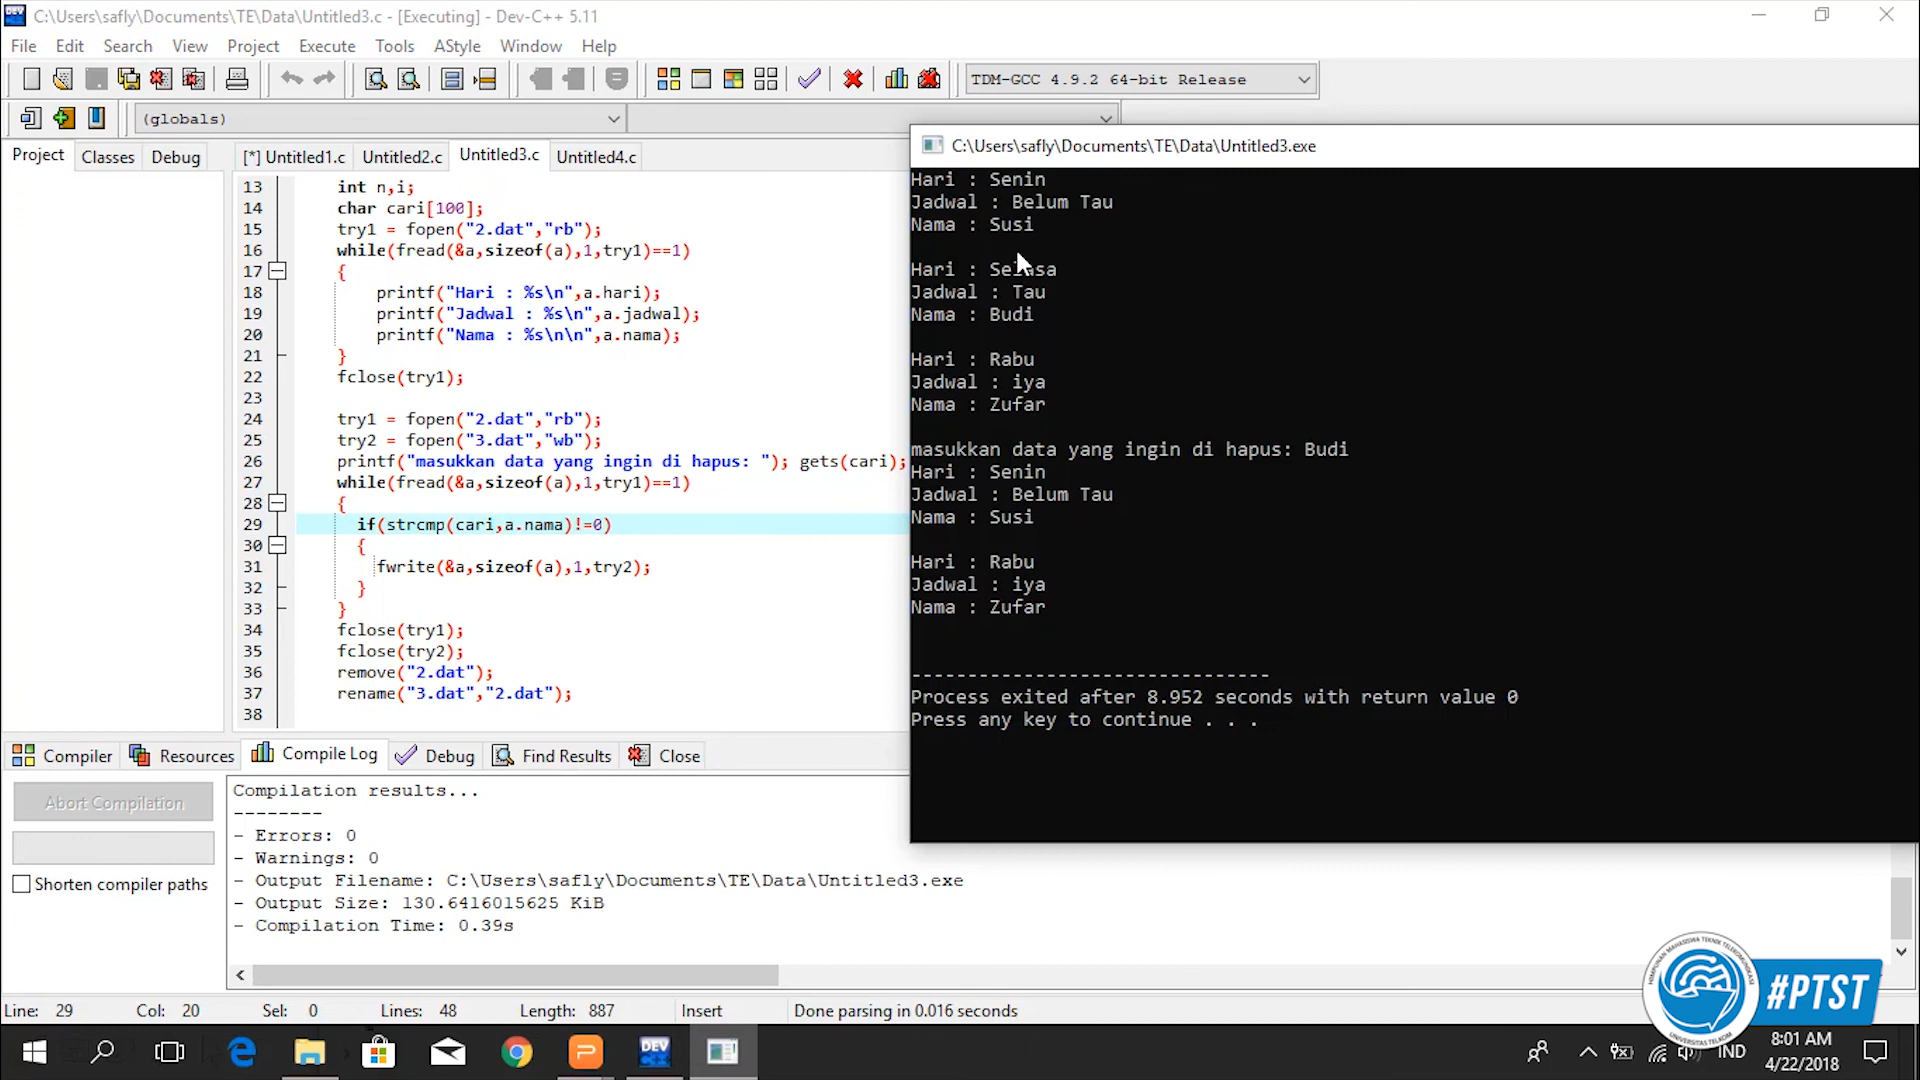 C:\Users\safly\Documents\TE\Data\Untitled3.c - [Executing] - Dev-C++ 5.11
File Edit Search View Project Execute Tools AStyle Window Help
TDM-GCC 4.9.2 64-bit Release
(globals)
Project Classes Debug
[*] Untitled1.c Untitled2.c Untitled3.c Untitled4.c
13 int n,i;
14 char cari[100];
15 try1 = fopen("2.dat","rb");
16 while(fread(&a,sizeof(a),1,try1)==1)
17 {
18 printf("Hari : %s\n",a.hari);
19 printf("Jadwal : %s\n",a.jadwal);
20 printf("Nama : %s\n\n",a.nama);
21 }
22 fclose(try1);
23
24 try1 = fopen("2.dat","rb");
25 try2 = fopen("3.dat","wb");
26 printf("masukkan data yang ingin di hapus: "); gets(cari);
27 while(fread(&a,sizeof(a),1,try1)==1)
28 {
29 if(strcmp(cari,a.nama)!=0)
30 {
31 fwrite(&a,sizeof(a),1,try2);
32 }
33 }
34 fclose(try1);
35 fclose(try2);
36 remove("2.dat");
37 rename("3.dat","2.dat");
38
C:\Users\safly\Documents\TE\Data\Untitled3.exe
Hari : Senin
Jadwal : Belum Tau
Nama : Susi
Hari : Selasa
Jadwal : Tau
Nama : Budi
Hari : Rabu
Jadwal : iya
Nama : Zufar
masukkan data yang ingin di hapus: Budi
Hari : Senin
Jadwal : Belum Tau
Nama : Susi
Hari : Rabu
Jadwal : iya
Nama : Zufar
--------------------------------
Process exited after 8.952 seconds with return value 0
Press any key to continue . . .
Compiler Resources Compile Log Debug Find Results Close
Abort Compilation
Shorten compiler paths
Compilation results...
--------
- Errors: 0
- Warnings: 0
- Output Filename: C:\Users\safly\Documents\TE\Data\Untitled3.exe
- Output Size: 130.6416015625 KiB
- Compilation Time: 0.39s
Line: 29 Col: 20 Sel: 0 Lines: 48 Length: 887 Insert Done parsing in 0.016 seconds
HIMPUNAN MAHASISWA TEKNIK TELEKOMUNIKASI
UNIVERSITAS TELKOM
#PTST
DEV
IND
8:01 AM
4/22/2018